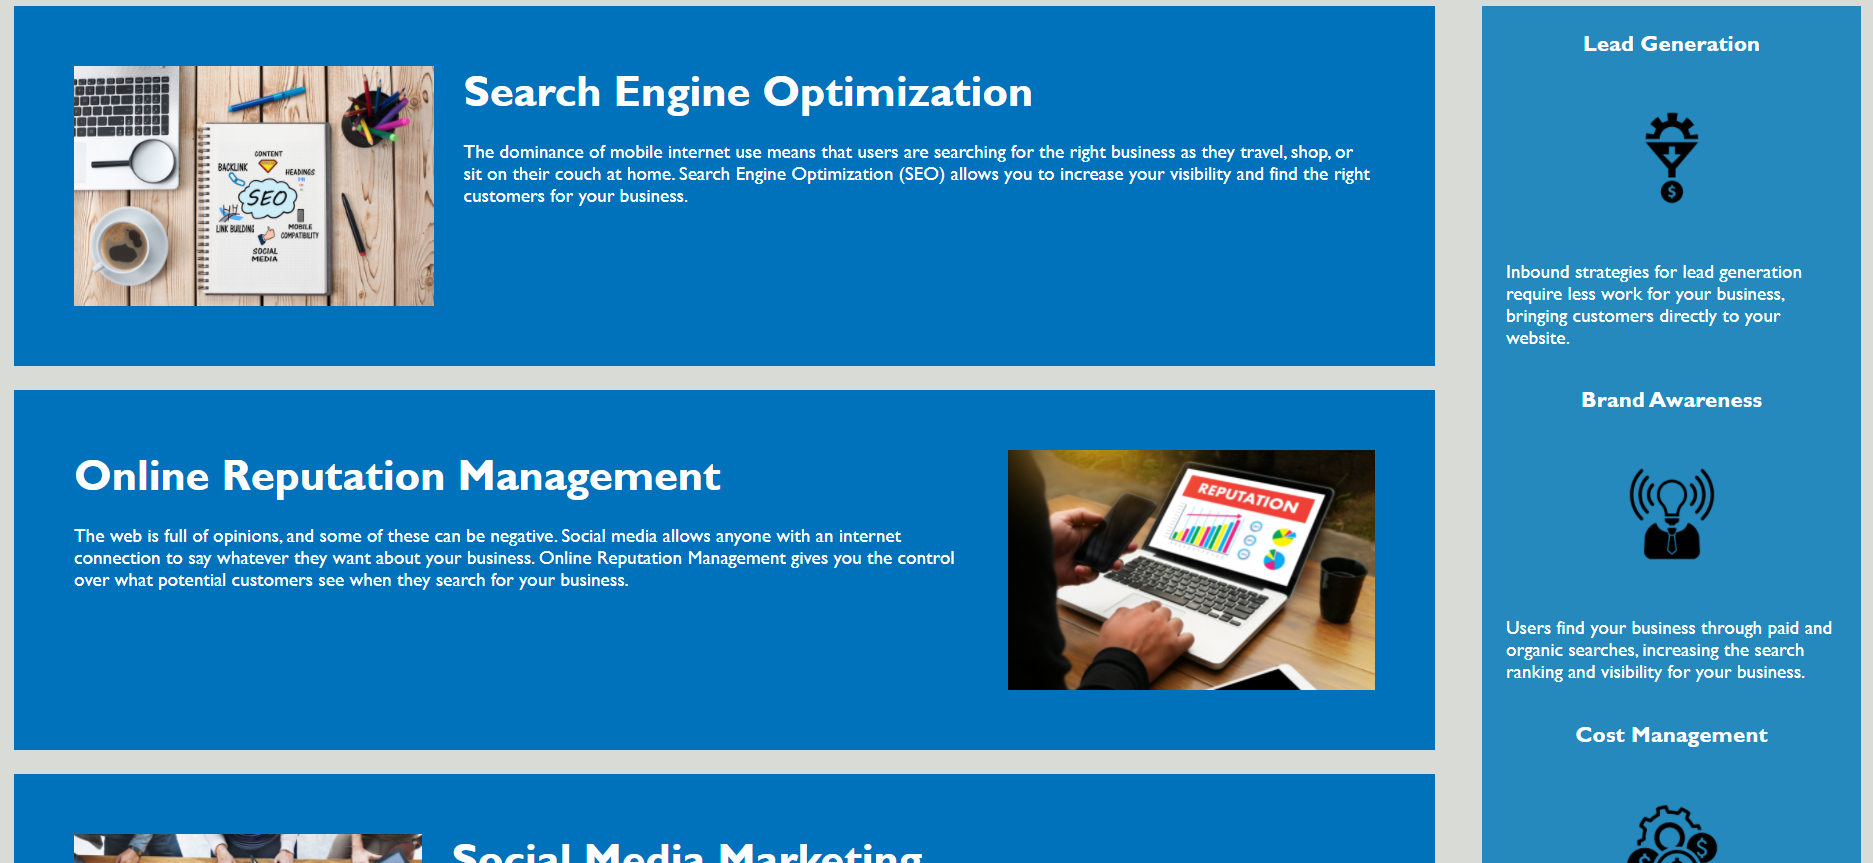 Search Engine Optimization
The dominance of mobile internet use means that users are searching for the right business as they travel, shop, or
sit on their couch at home. Search Engine Optimization (SEO) allows you to increase your visibility and find the right
customers for your business.
CONTENT
BACKLINK
HEADINGS
SEO
LINK BUILDING
MOBILE
COMPATIBILITY
SOCIAL
MEDIA
Online Reputation Management
The web is full of opinions, and some of these can be negative. Social media allows anyone with an internet
connection to say whatever they want about your business. Online Reputation Management gives you the control
over what potential customers see when they search for your business.
REPUTATION
Social Media Marketing
Lead Generation
$
Inbound strategies for lead generation
require less work for your business,
bringing customers directly to your
website.
Brand Awareness
Users find your business through paid and
organic searches, increasing the search
ranking and visibility for your business.
Cost Management
$
$